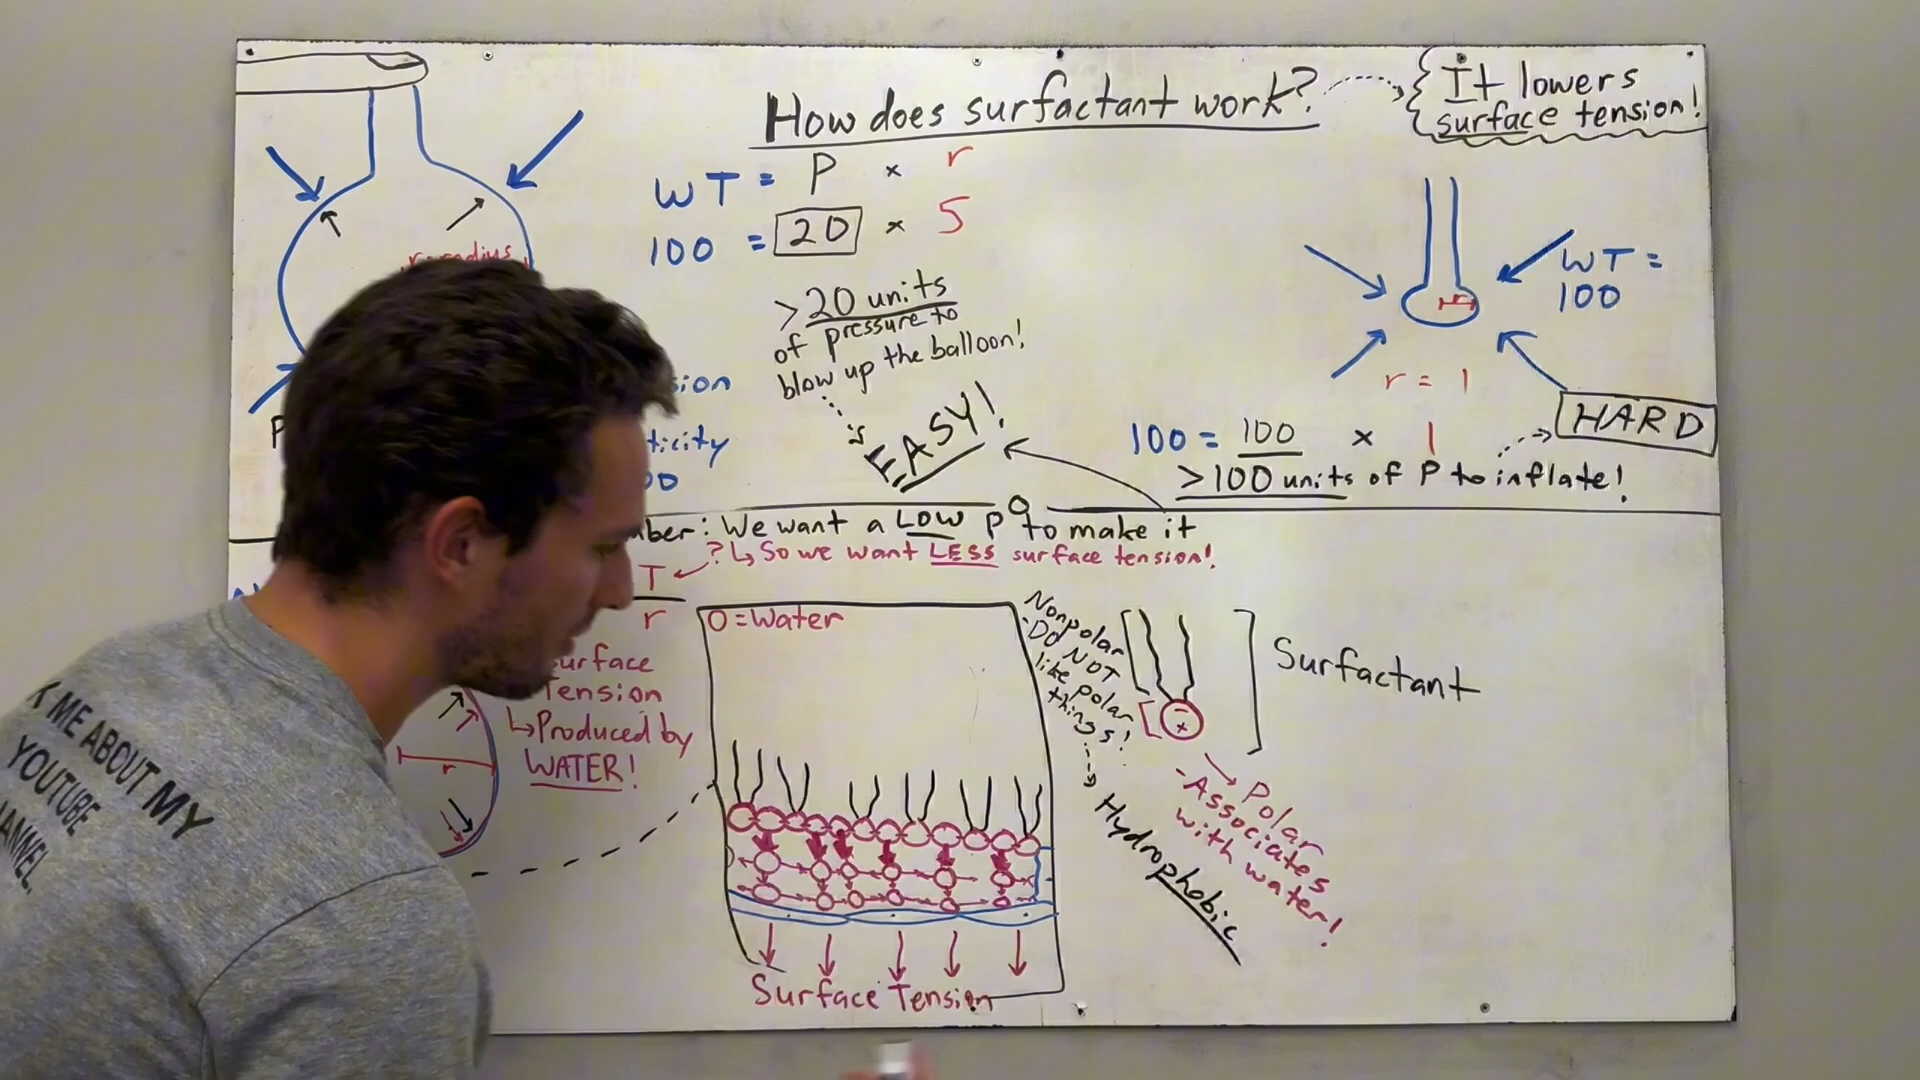 How does surfactant work?
It lowers
surface tension!
WT = P x r
100 = 20 x 5
>20 units
of pressure to
blow up the balloon!
is
EASY!
r = radius
WT =
100
r
r = 1
HARD
100 = 100 x 1
>100 units of P to inflate!
We want a LOW P to make it
? ↳ So we want LESS surface tension!
T
r
Surface
Tension
↳ Produced by
WATER!
r
O = Water
Surface Tension
Nonpolar
- DO NOT
like polar
things!
Hydrophobic
- +
Surfactant
Polar
- Associates
with water!
ME ABOUT MY
YOUTUBE